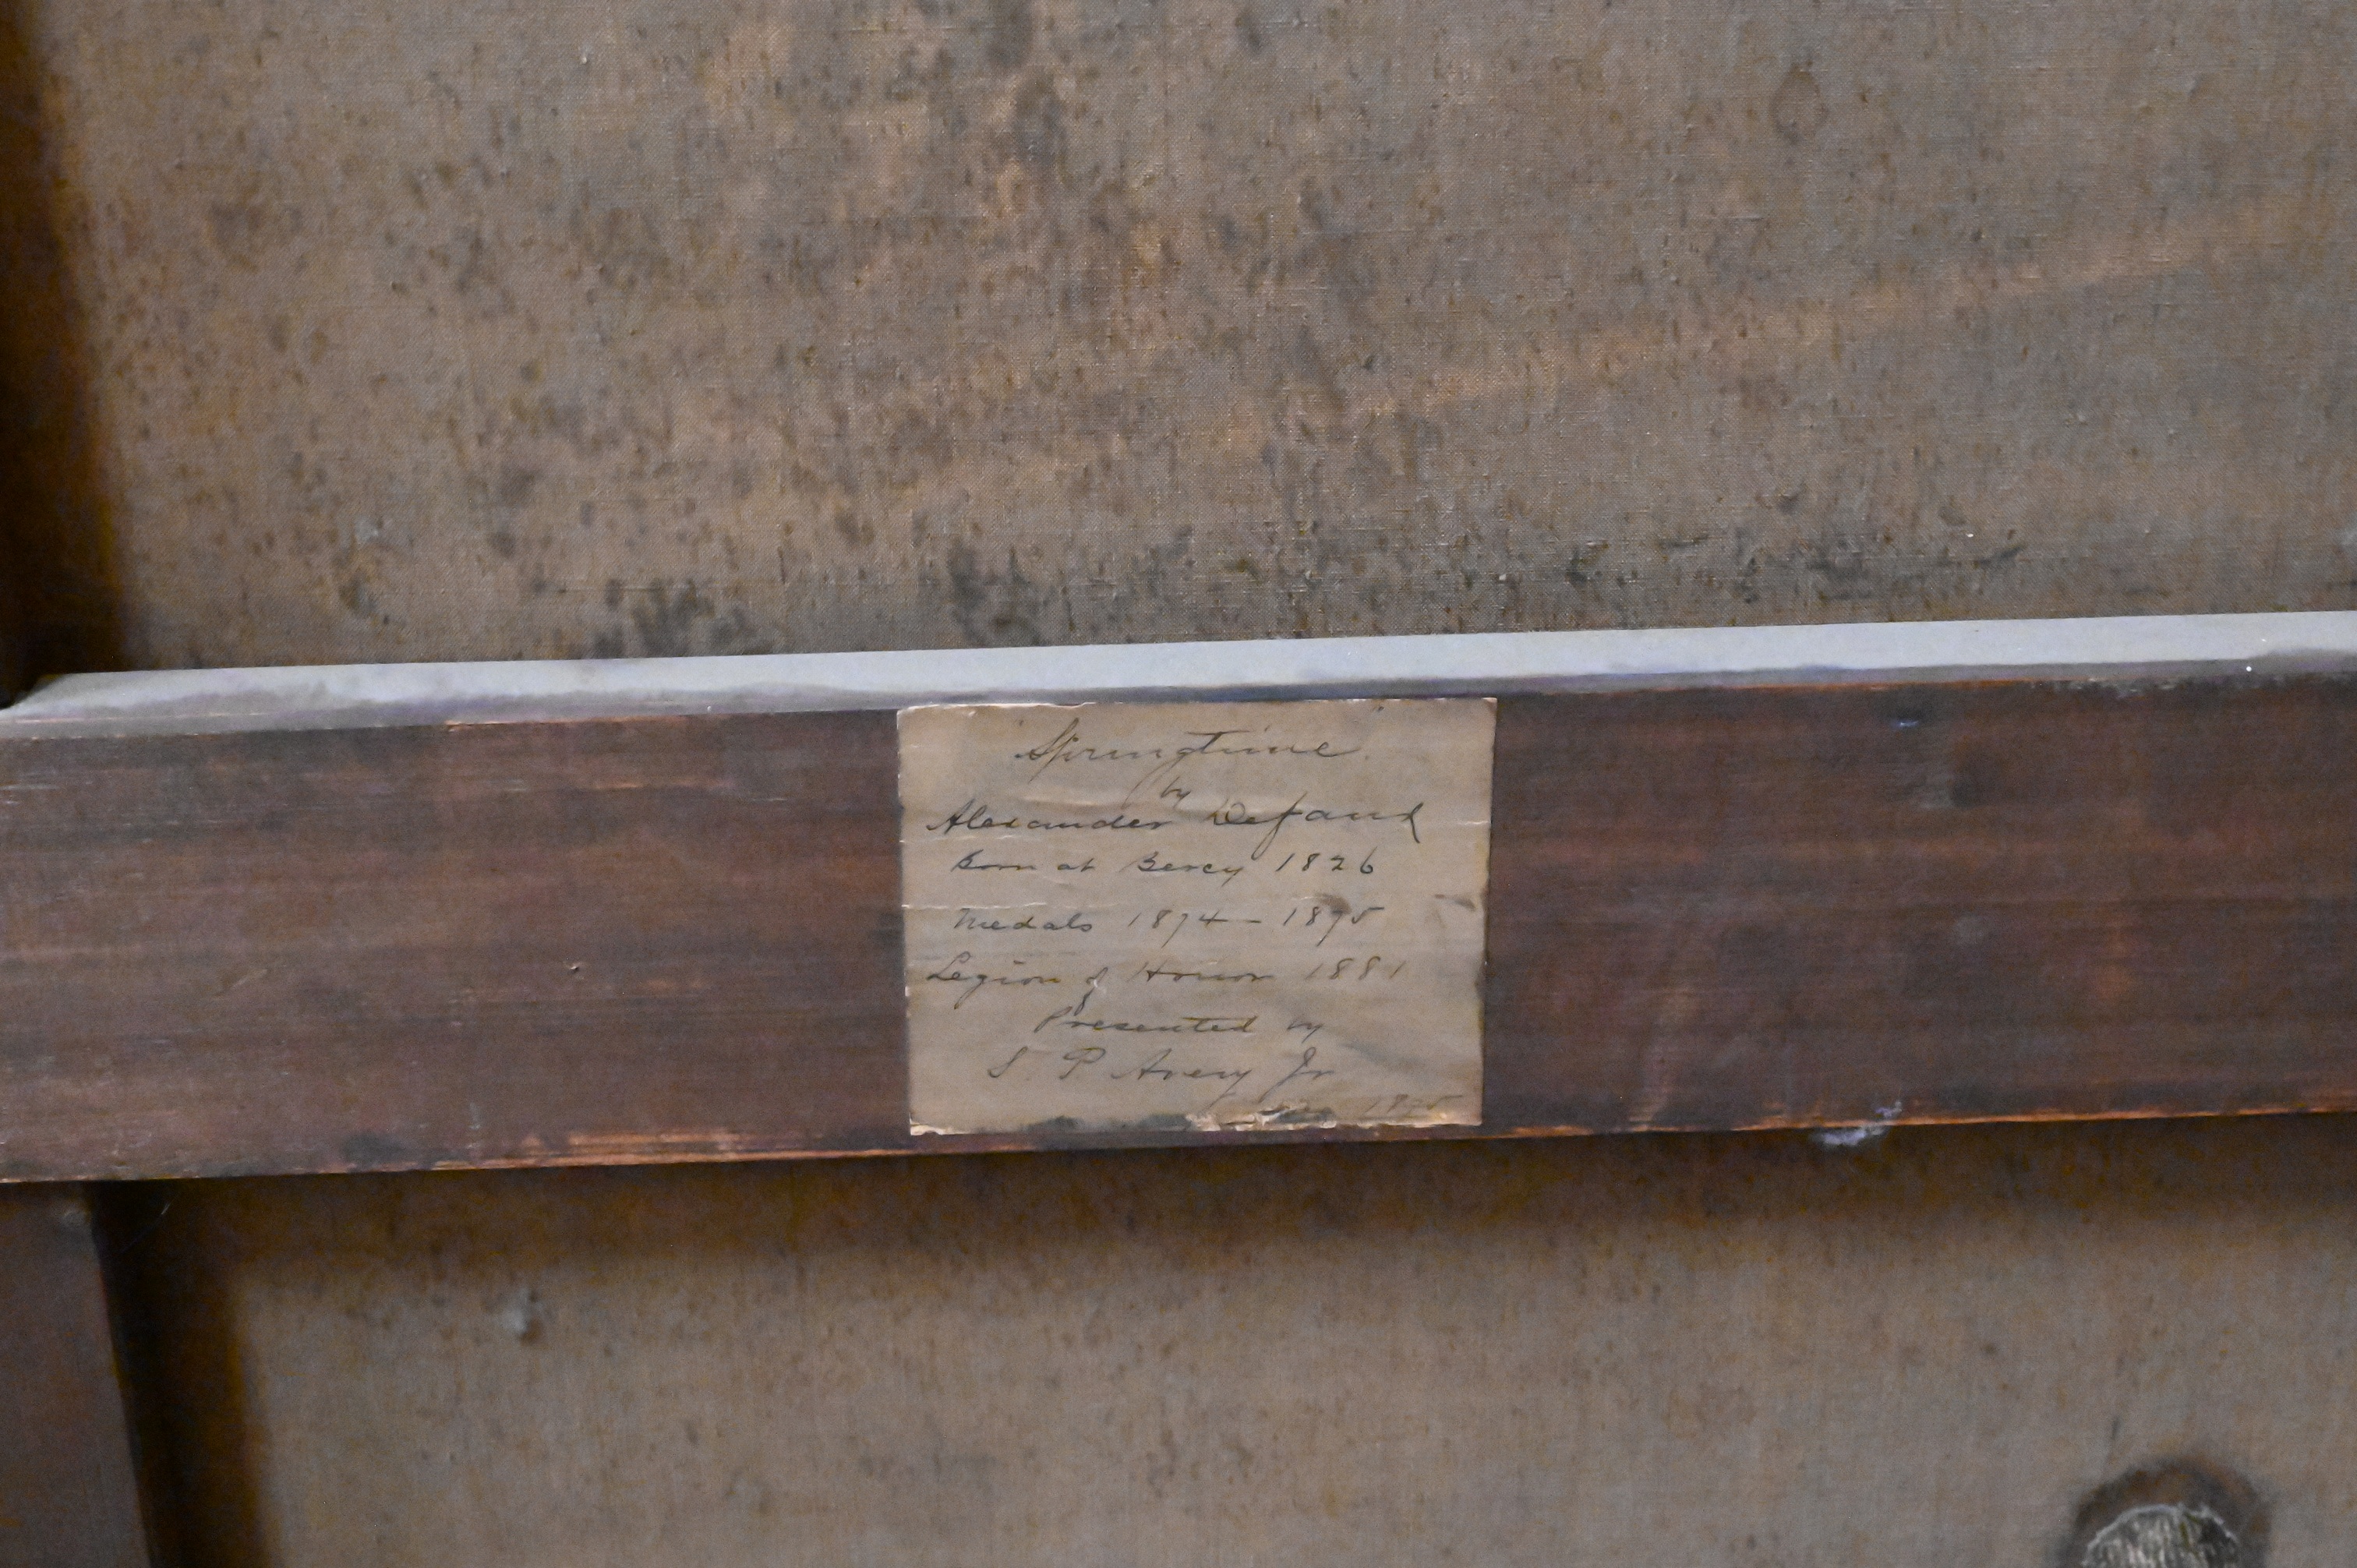 "Springtime"
by
Alexander Defaux
Born at Bercy 1826
Medals 1874 — 1875
Legion of Honor 1881
Presented by
S. P. Avery Jr